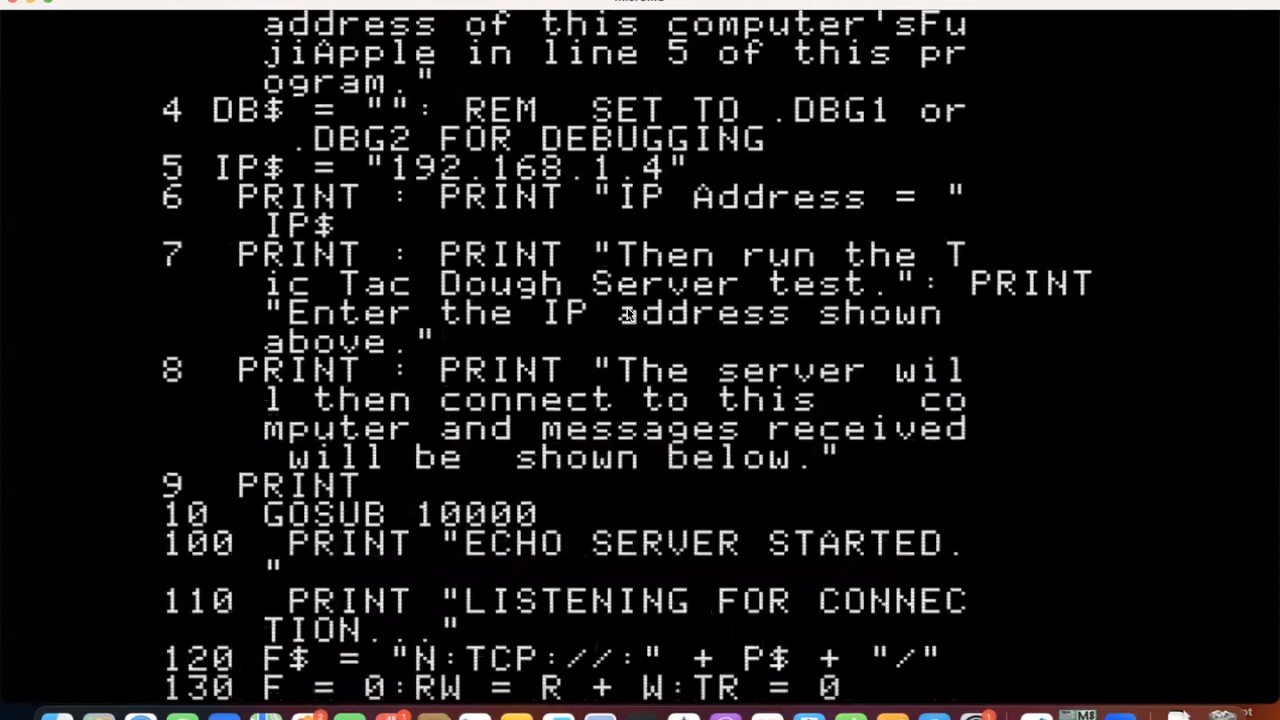 address of this computer'sFu
jiApple in line 5 of this pr
ogram."
4 DB$ = "": REM  SET TO .DBG1 or
.DBG2 FOR DEBUGGING
5 IP$ = "192.168.1.4"
6  PRINT : PRINT "IP Address = "
IP$
7  PRINT : PRINT "Then run the T
ic Tac Dough Server test.": PRINT
"Enter the IP address shown
above."
8  PRINT : PRINT "The server wil
l then connect to this   co
mputer and messages received
will be  shown below."
9  PRINT
10  GOSUB 10000
100  PRINT "ECHO SERVER STARTED.
"
110  PRINT "LISTENING FOR CONNEC
TION..."
120 F$ = "N:TCP://:" + P$ + "/"
130 F = 0:RW = R + W:TR = 0